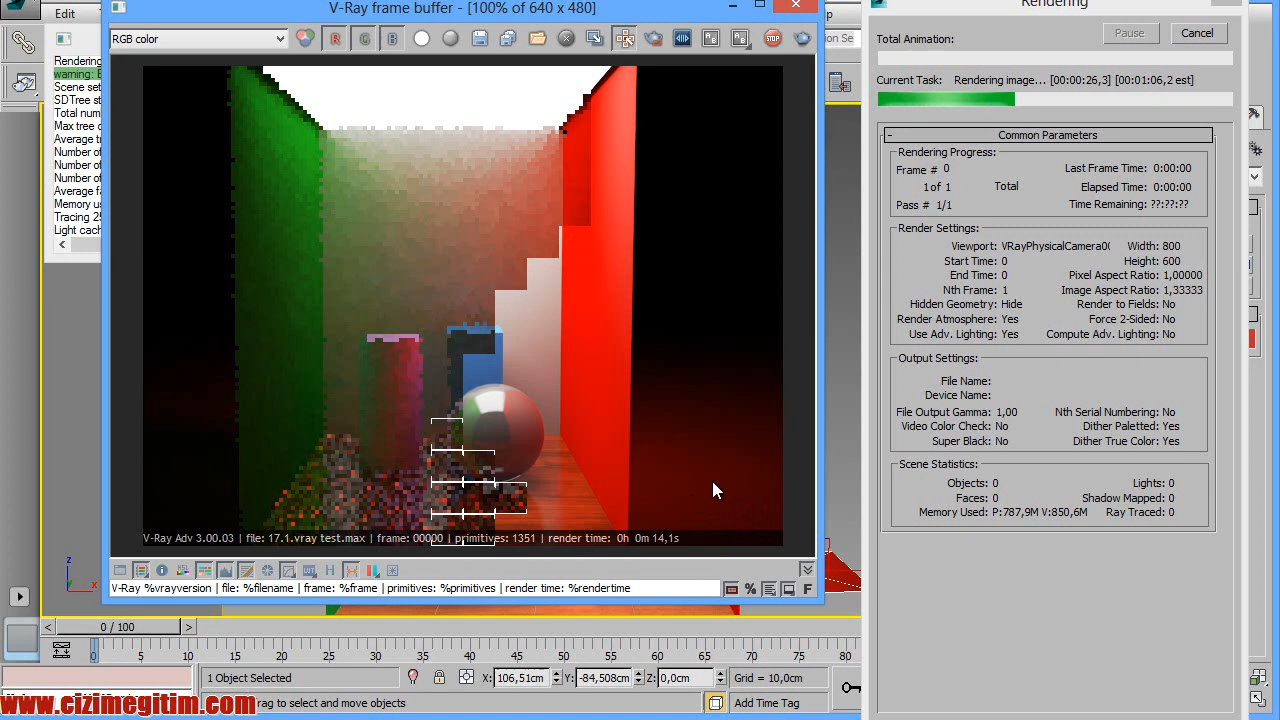 Edit
V-Ray frame buffer - [100% of 640 x 480]
Rendering
RGB color
R
G
B
STOP
Total Animation:
Pause
Cancel
Current Task: Rendering image... [00:00:26,3] [00:01:06,2 est]
Rendering
warning: E
Scene set
SDTree st
Total num
Max tree d
Average tr
Number of
Number of
Number of
Average fa
Memory us
Tracing 25
Light cach
- Common Parameters
Rendering Progress:
Frame # 0 Last Frame Time: 0:00:00
1 of 1 Total Elapsed Time: 0:00:00
Pass # 1/1 Time Remaining: ??:??:??
Render Settings:
Viewport: VRayPhysicalCamera00 Width: 800
Start Time: 0 Height: 600
End Time: 0 Pixel Aspect Ratio: 1,00000
Nth Frame: 1 Image Aspect Ratio: 1,33333
Hidden Geometry: Hide Render to Fields: No
Render Atmosphere: Yes Force 2-Sided: No
Use Adv. Lighting: Yes Compute Adv. Lighting: No
Output Settings:
File Name:
Device Name:
File Output Gamma: 1,00 Nth Serial Numbering: No
Video Color Check: No Dither Paletted: Yes
Super Black: No Dither True Color: Yes
Scene Statistics:
Objects: 0 Lights: 0
Faces: 0 Shadow Mapped: 0
Memory Used: P:787,9M V:850,6M Ray Traced: 0
V-Ray Adv 3.00.03 | file: 17.1.vray test.max | frame: 00000 | primitives: 1351 | render time: 0h 0m 14,1s
V-Ray %vrayversion | file: %filename | frame: %frame | primitives: %primitives | render time: %rendertime
% F
z
x
< 0 / 100 >
0 5 10 15 20 25 30 35 40 45 50 55 60 65 70 75 80
1 Object Selected X: 106,51cm Y: -84,508cm Z: 0,0cm Grid = 10,0cm
rag to select and move objects Add Time Tag
www.cizimegitim.com